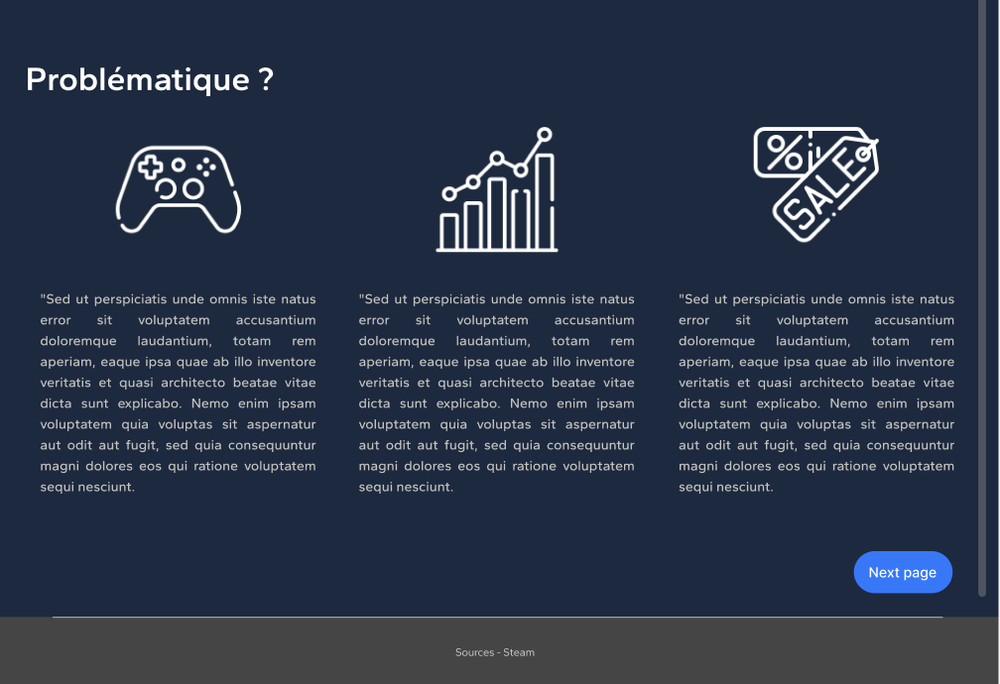 Problématique ?
%
SALE
"Sed ut perspiciatis unde omnis iste natus
error sit voluptatem accusantium
doloremque laudantium, totam rem
aperiam, eaque ipsa quae ab illo inventore
veritatis et quasi architecto beatae vitae
dicta sunt explicabo. Nemo enim ipsam
voluptatem quia voluptas sit aspernatur
aut odit aut fugit, sed quia consequuntur
magni dolores eos qui ratione voluptatem
sequi nesciunt.
"Sed ut perspiciatis unde omnis iste natus
error sit voluptatem accusantium
doloremque laudantium, totam rem
aperiam, eaque ipsa quae ab illo inventore
veritatis et quasi architecto beatae vitae
dicta sunt explicabo. Nemo enim ipsam
voluptatem quia voluptas sit aspernatur
aut odit aut fugit, sed quia consequuntur
magni dolores eos qui ratione voluptatem
sequi nesciunt.
"Sed ut perspiciatis unde omnis iste natus
error sit voluptatem accusantium
doloremque laudantium, totam rem
aperiam, eaque ipsa quae ab illo inventore
veritatis et quasi architecto beatae vitae
dicta sunt explicabo. Nemo enim ipsam
voluptatem quia voluptas sit aspernatur
aut odit aut fugit, sed quia consequuntur
magni dolores eos qui ratione voluptatem
sequi nesciunt.
Next page
Sources - Steam